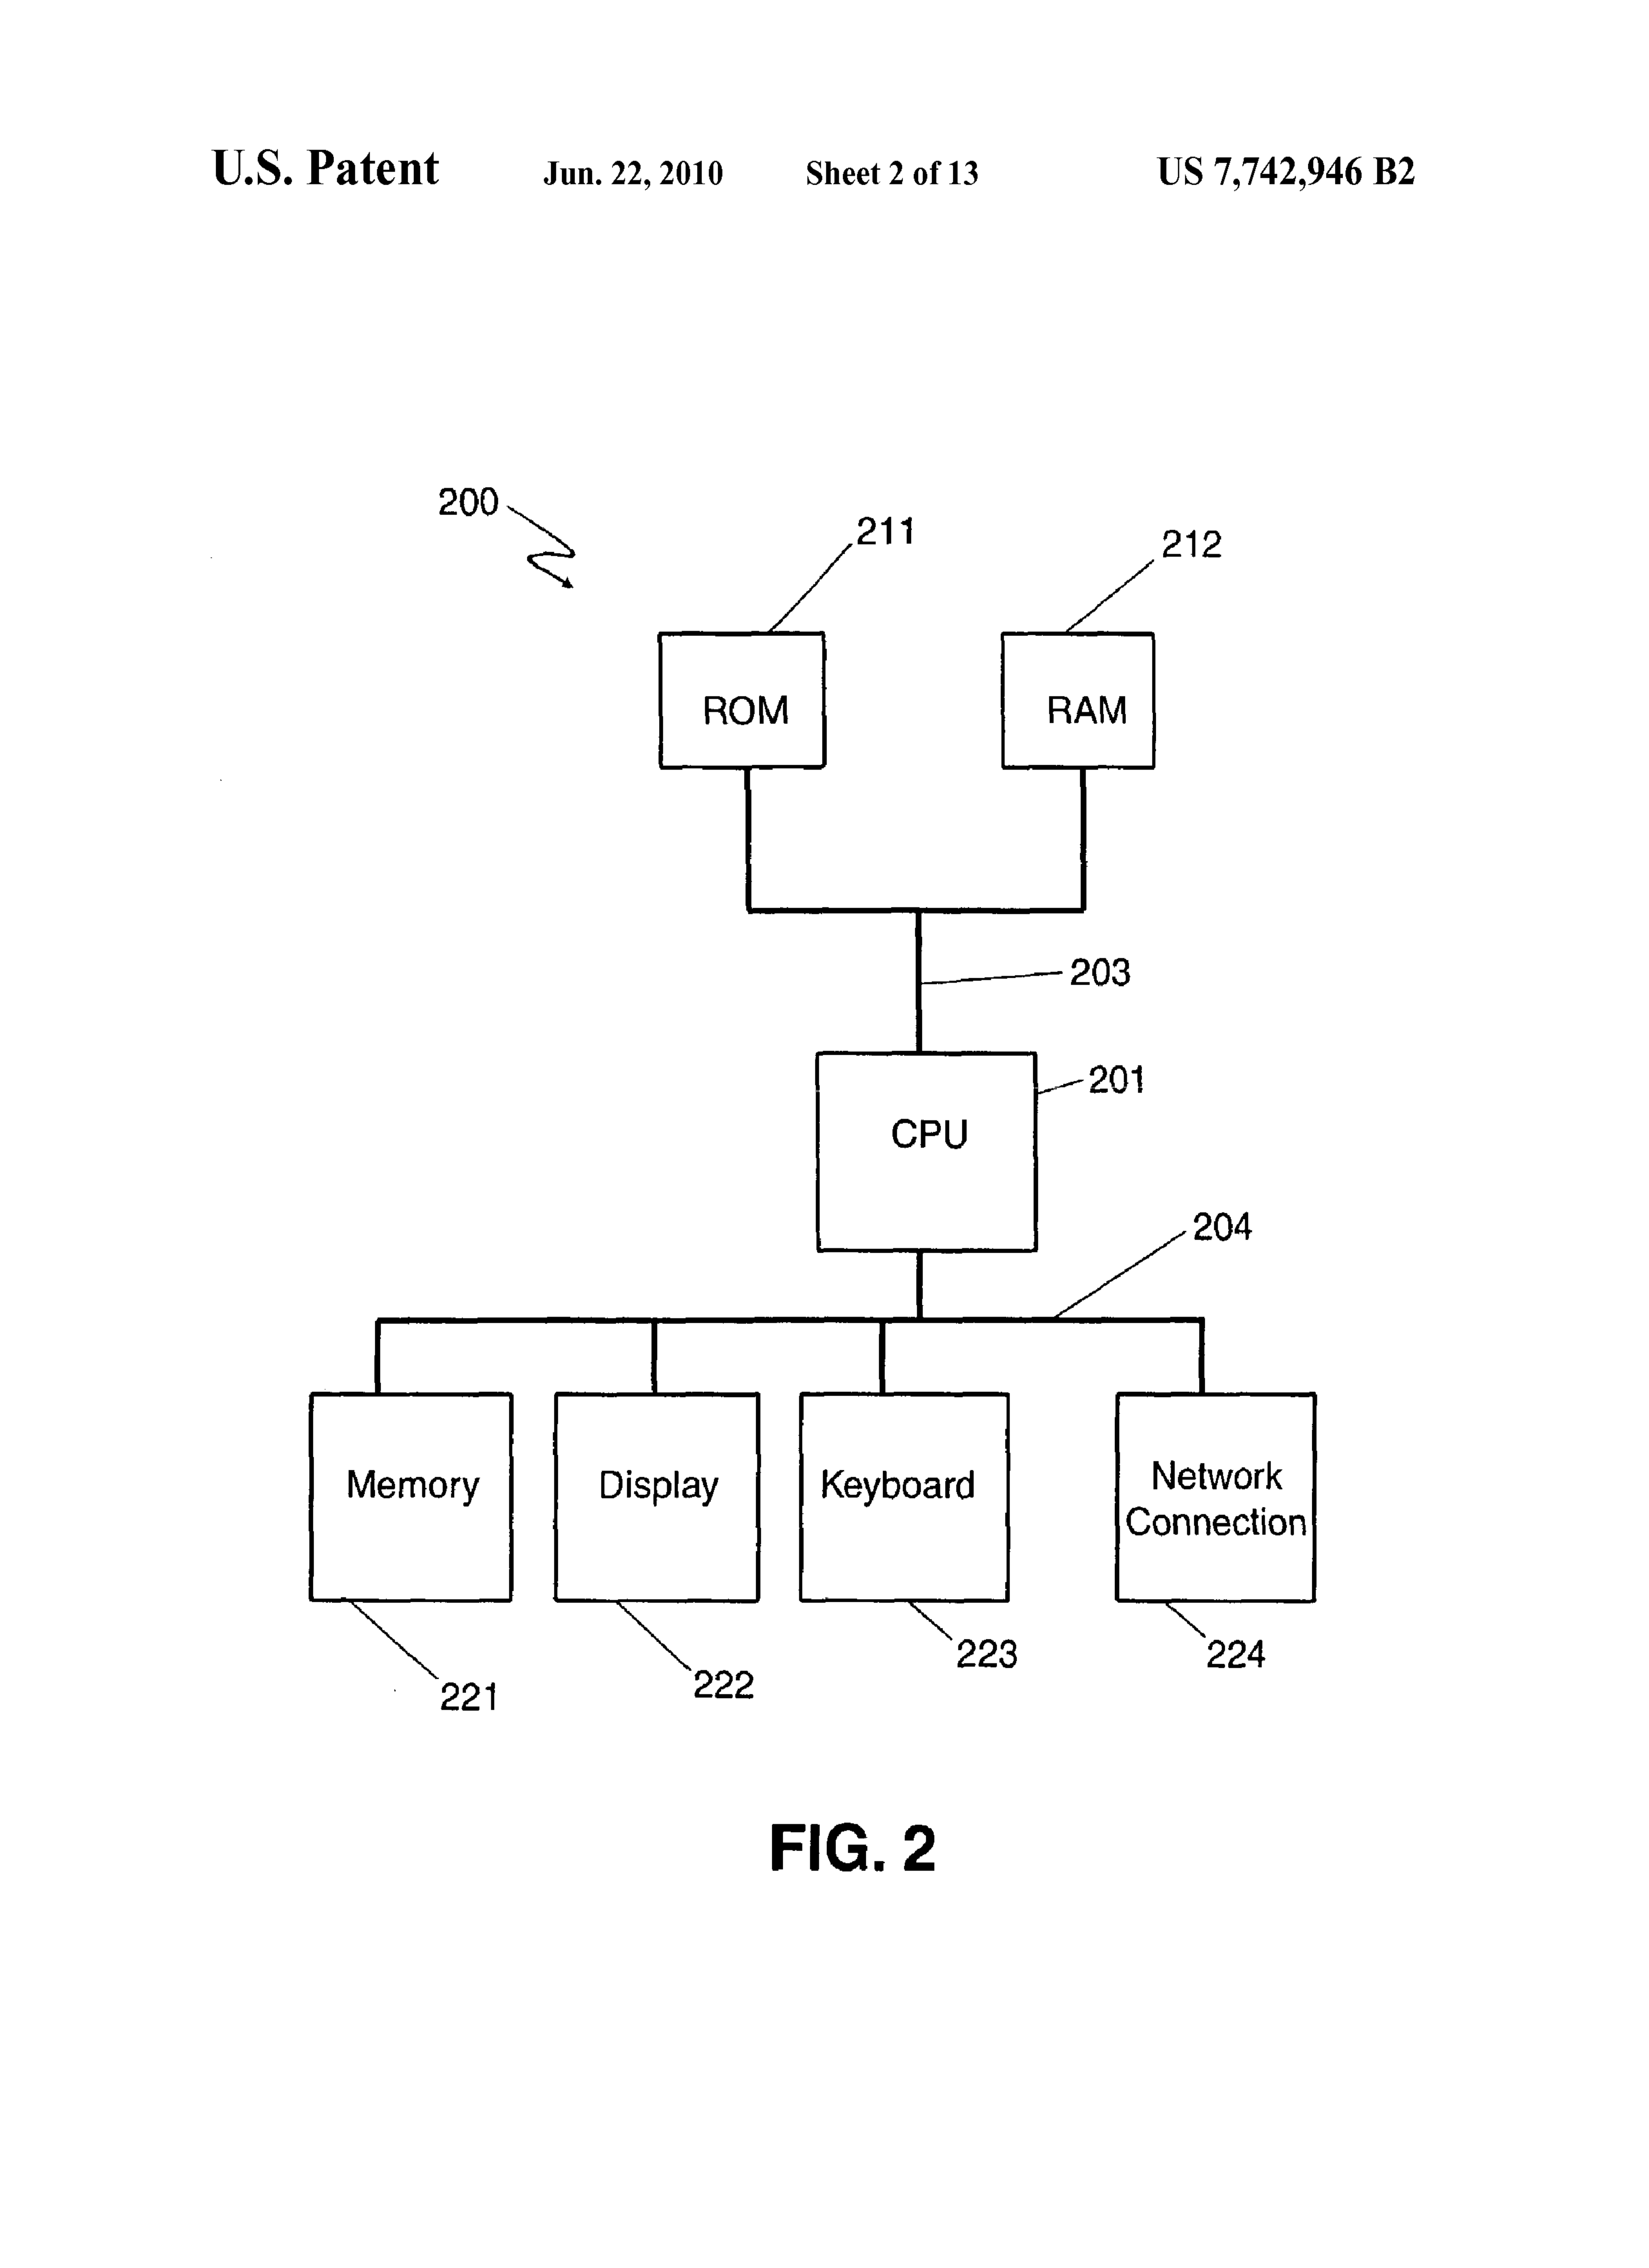 U.S. Patent Jun. 22, 2010 Sheet 2 of 13 US 7,742,946 B2
200
211
212
ROM
RAM
203
201
CPU
204
Memory
Display
Keyboard
Network
Connection
221
222
223
224
FIG. 2